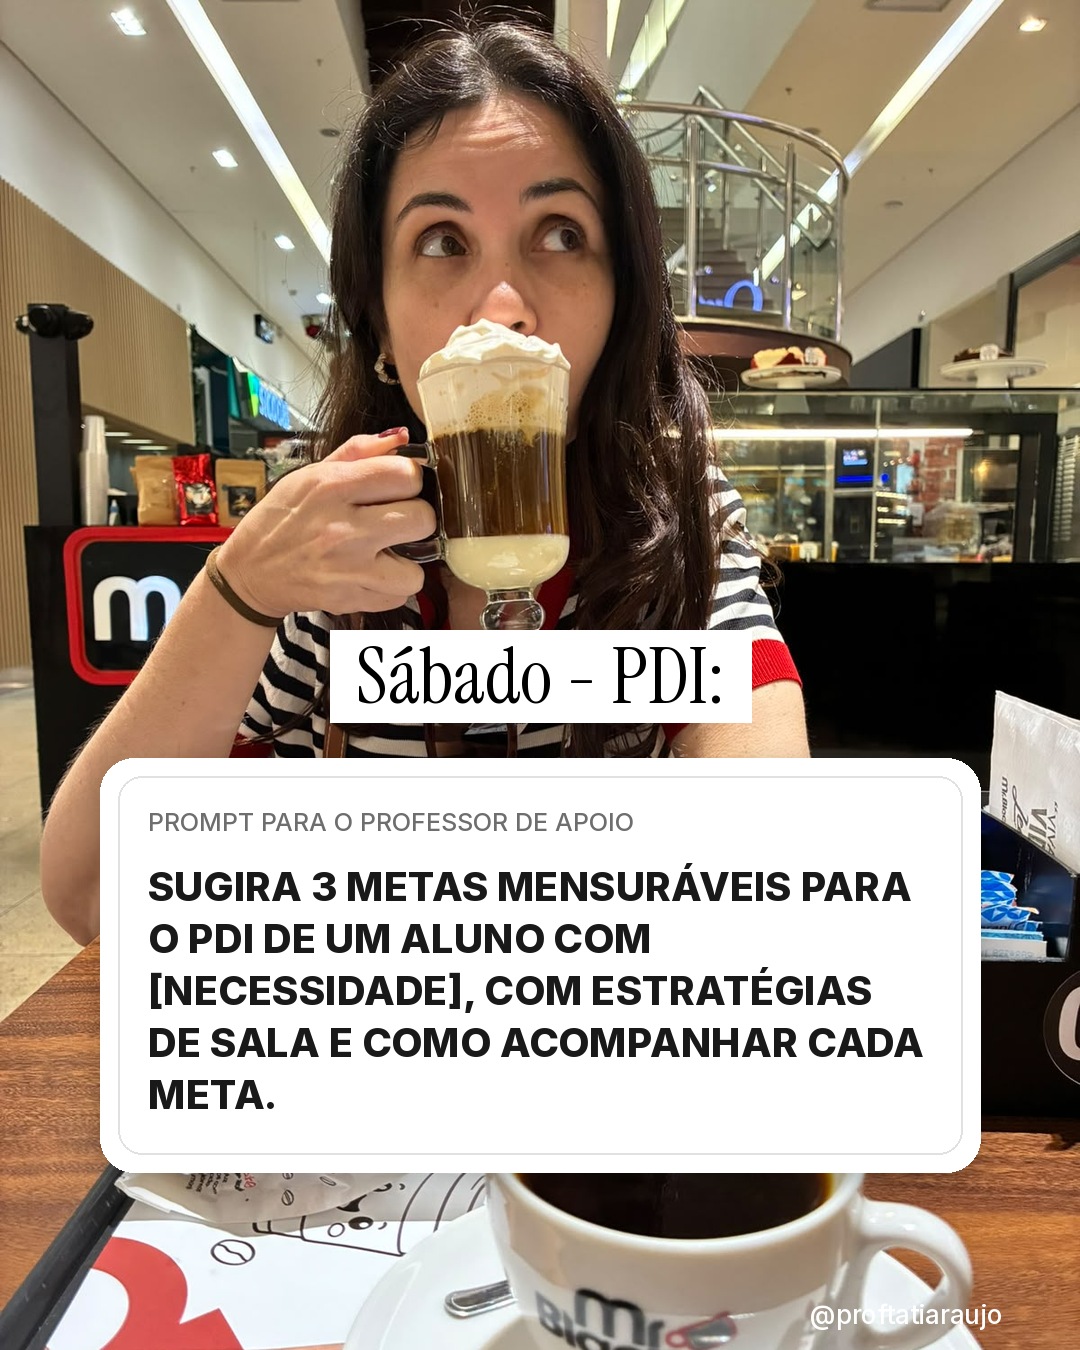 Sábado - PDI:
PROMPT PARA O PROFESSOR DE APOIO
SUGIRA 3 METAS MENSURÁVEIS PARA
O PDI DE UM ALUNO COM
[NECESSIDADE], COM ESTRATÉGIAS
DE SALA E COMO ACOMPANHAR CADA
META.
m
Mr
@proftatiaraujo